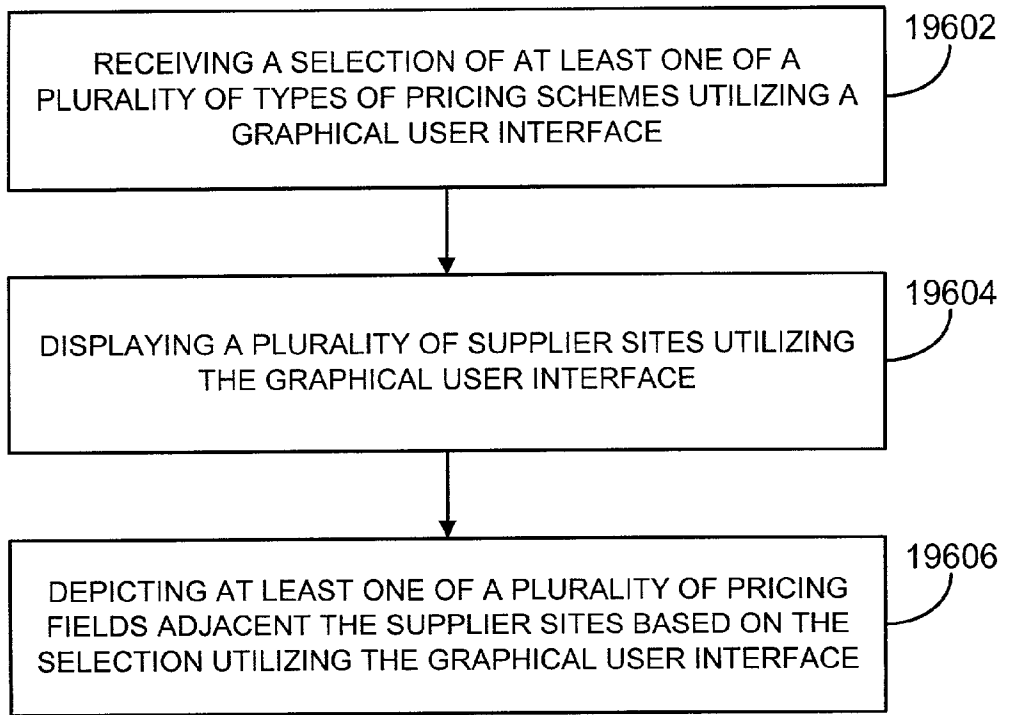 19602
RECEIVING A SELECTION OF AT LEAST ONE OF A
PLURALITY OF TYPES OF PRICING SCHEMES UTILIZING A
GRAPHICAL USER INTERFACE
19604
DISPLAYING A PLURALITY OF SUPPLIER SITES UTILIZING
THE GRAPHICAL USER INTERFACE
19606
DEPICTING AT LEAST ONE OF A PLURALITY OF PRICING
FIELDS ADJACENT THE SUPPLIER SITES BASED ON THE
SELECTION UTILIZING THE GRAPHICAL USER INTERFACE